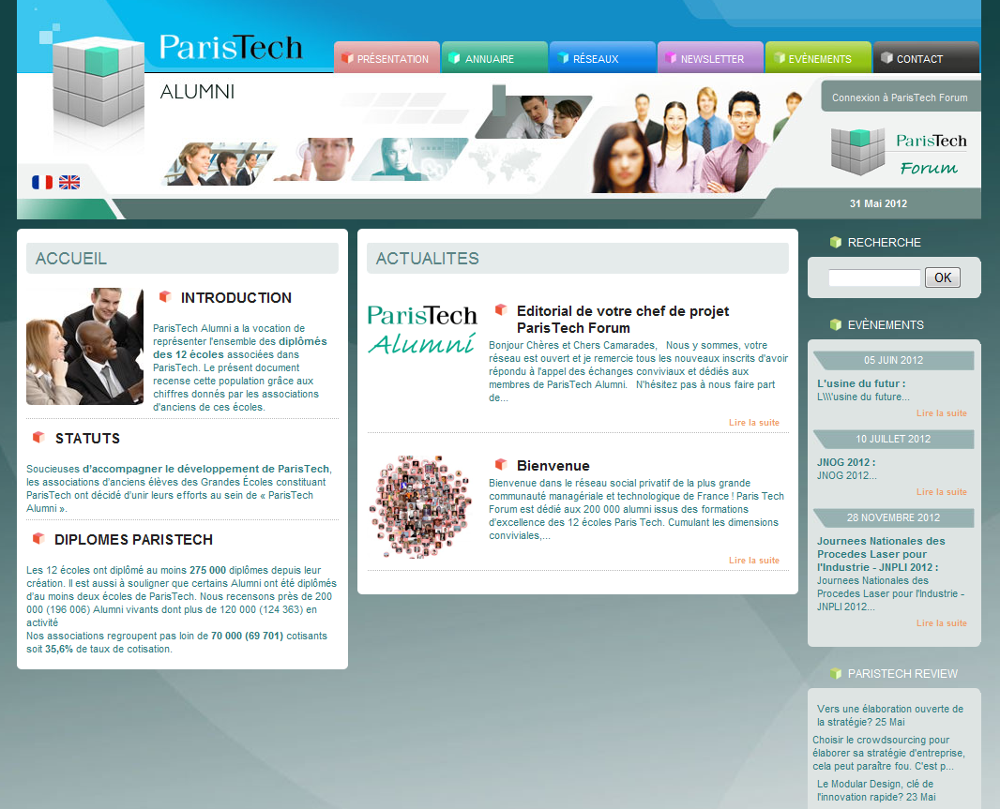 ParisTech
ALUMNI
PRÉSENTATION
ANNUAIRE
RÉSEAUX
NEWSLETTER
EVÈNEMENTS
CONTACT
Connexion à ParisTech Forum
ParisTech
Forum
31 Mai 2012
ACCUEIL
INTRODUCTION
ParisTech Alumni a la vocation de
représenter l'ensemble des diplômés
des 12 écoles associées dans
ParisTech. Le présent document
recense cette population grâce aux
chiffres donnés par les associations
d'anciens de ces écoles.
STATUTS
Soucieuses d'accompagner le développement de ParisTech,
les associations d'anciens élèves des Grandes Écoles constituant
ParisTech ont décidé d'unir leurs efforts au sein de « ParisTech
Alumni ».
DIPLOMES PARISTECH
Les 12 écoles ont diplômé au moins 275 000 diplômes depuis leur
création. Il est aussi à souligner que certains Alumni ont été diplômés
d'au moins deux écoles de ParisTech. Nous recensons près de 200
000 (196 006) Alumni vivants dont plus de 120 000 (124 363) en
activité
Nos associations regroupent pas loin de 70 000 (69 701) cotisants
soit 35,6% de taux de cotisation.
ACTUALITES
ParisTech
Alumni
Editorial de votre chef de projet
ParisTech Forum
Bonjour Chères et Chers Camarades, Nous y sommes, votre
réseau est ouvert et je remercie tous les nouveaux inscrits d'avoir
répondu à l'appel des échanges conviviaux et dédiés aux
membres de ParisTech Alumni. N'hésitez pas à nous faire part
de...
Lire la suite
Bienvenue
Bienvenue dans le réseau social privatif de la plus grande
communauté managériale et technologique de France ! Paris Tech
Forum est dédié aux 200 000 alumni issus des formations
d'excellence des 12 écoles Paris Tech. Cumulant les dimensions
conviviales,...
Lire la suite
RECHERCHE
OK
EVÈNEMENTS
05 JUIN 2012
L'usine du futur :
L\\\'usine du future...
Lire la suite
10 JUILLET 2012
JNOG 2012 :
JNOG 2012...
Lire la suite
28 NOVEMBRE 2012
Journees Nationales des
Procedes Laser pour
l'Industrie - JNPLI 2012 :
Journees Nationales des
Procedes Laser pour l'Industrie -
JNPLI 2012...
Lire la suite
PARISTECH REVIEW
Vers une élaboration ouverte de
la stratégie? 25 Mai
Choisir le crowdsourcing pour
élaborer sa stratégie d'entreprise,
cela peut paraître fou. C'est p...
Le Modular Design, clé de
l'innovation rapide? 23 Mai